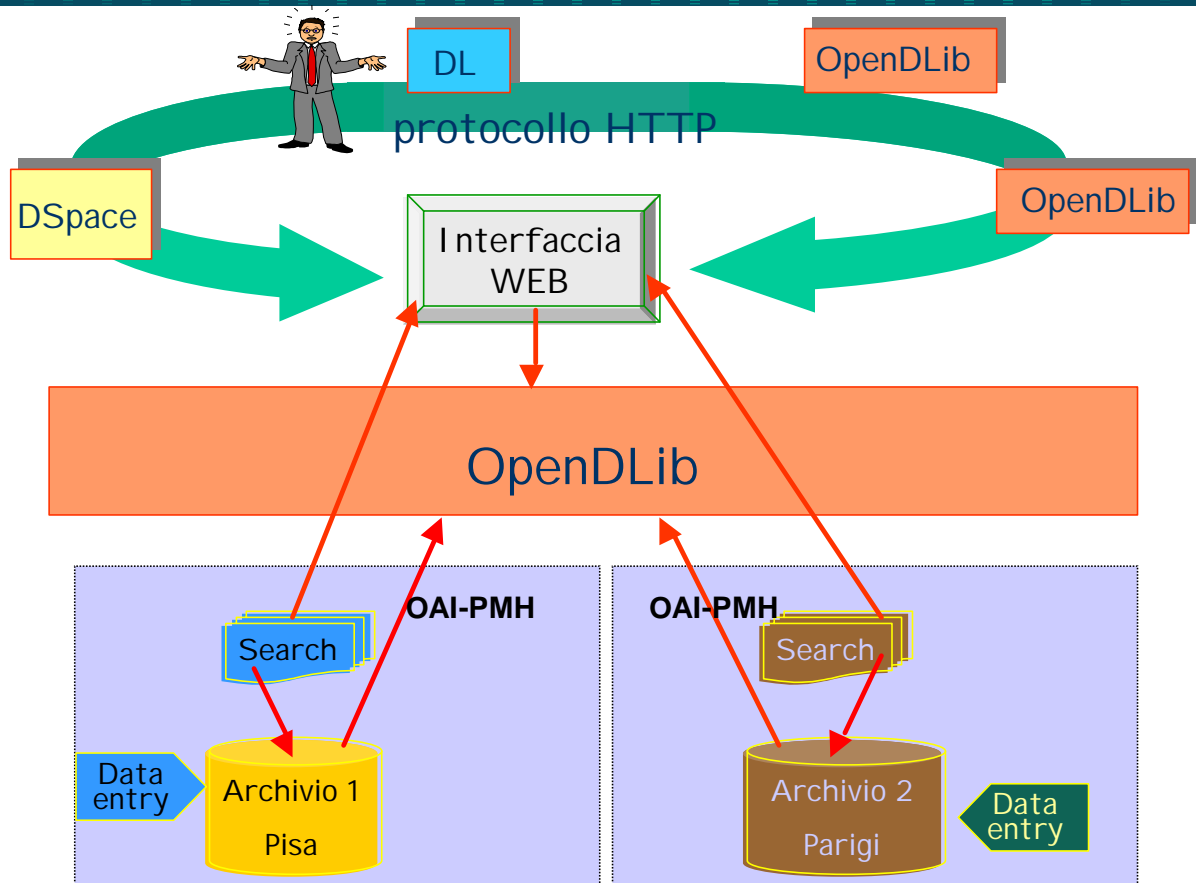 DL
OpenDLib
protocollo HTTP
DSpace
OpenDLib
Interfaccia
WEB
OpenDLib
OAI-PMH
OAI-PMH
Search
Search
Data
entry
Archivio 1
Pisa
Archivio 2
Parigi
Data
entry